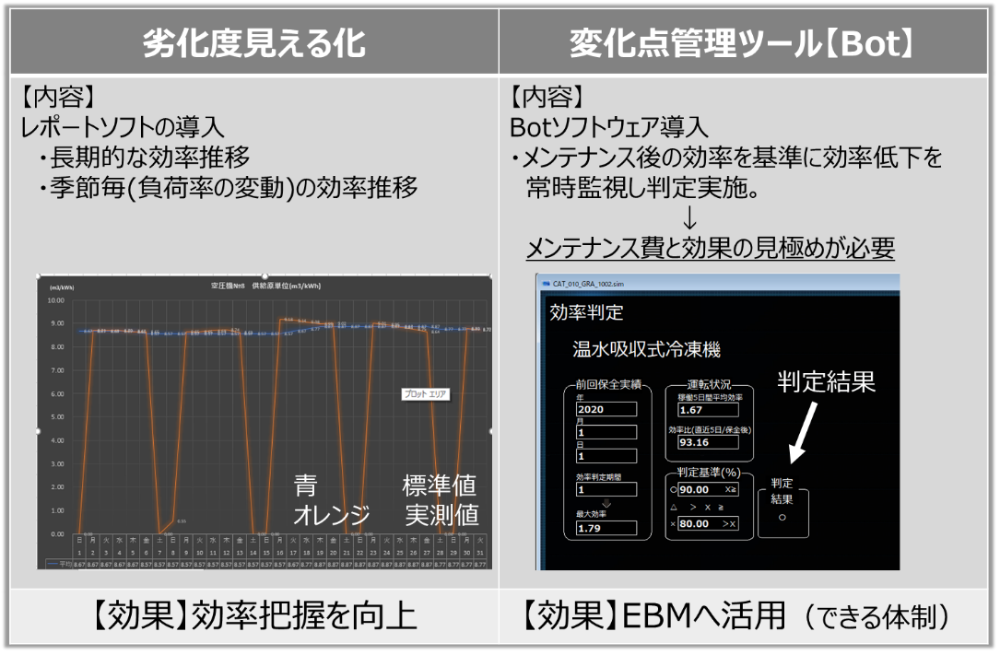 劣化度見える化
変化点管理ツール【Bot】
【内容】
レポートソフトの導入
・長期的な効率推移
・季節毎(負荷率の変動)の効率推移
空圧機№8 供給原単位(m3/kWh)
(m3/kWh)
10.00
9.00
8.00
7.00
6.00
5.00
4.00
3.00
2.00
1.00
0.00
プロット エリア
青 標準値
オレンジ 実測値
日 月 火 水 木 金 土 日 月 火 水 木 金 土 日 月 火 水 木 金 土 日 月 火 水 木 金 土 日 月 火
1 2 3 4 5 6 7 8 9 10 11 12 13 14 15 16 17 18 19 20 21 22 23 24 25 26 27 28 29 30 31
【効果】効率把握を向上
【内容】
Botソフトウェア導入
・メンテナンス後の効率を基準に効率低下を
常時監視し判定実施。
↓
メンテナンス費と効果の見極めが必要
CAT_010_GRA_1002.sim
効率判定
温水吸収式冷凍機
前回保全実績
年
2020
月
1
日
1
効率判定期間
1
最大効率
1.79
運転状況
稼働5日間平均効率
1.67
効率比(直近5日/保全後)
93.16
判定基準(%)
○ 90.00 X≧
△ > X ≧
× 80.00 >X
判定結果
判定
結果
○
【効果】EBMへ活用（できる体制）